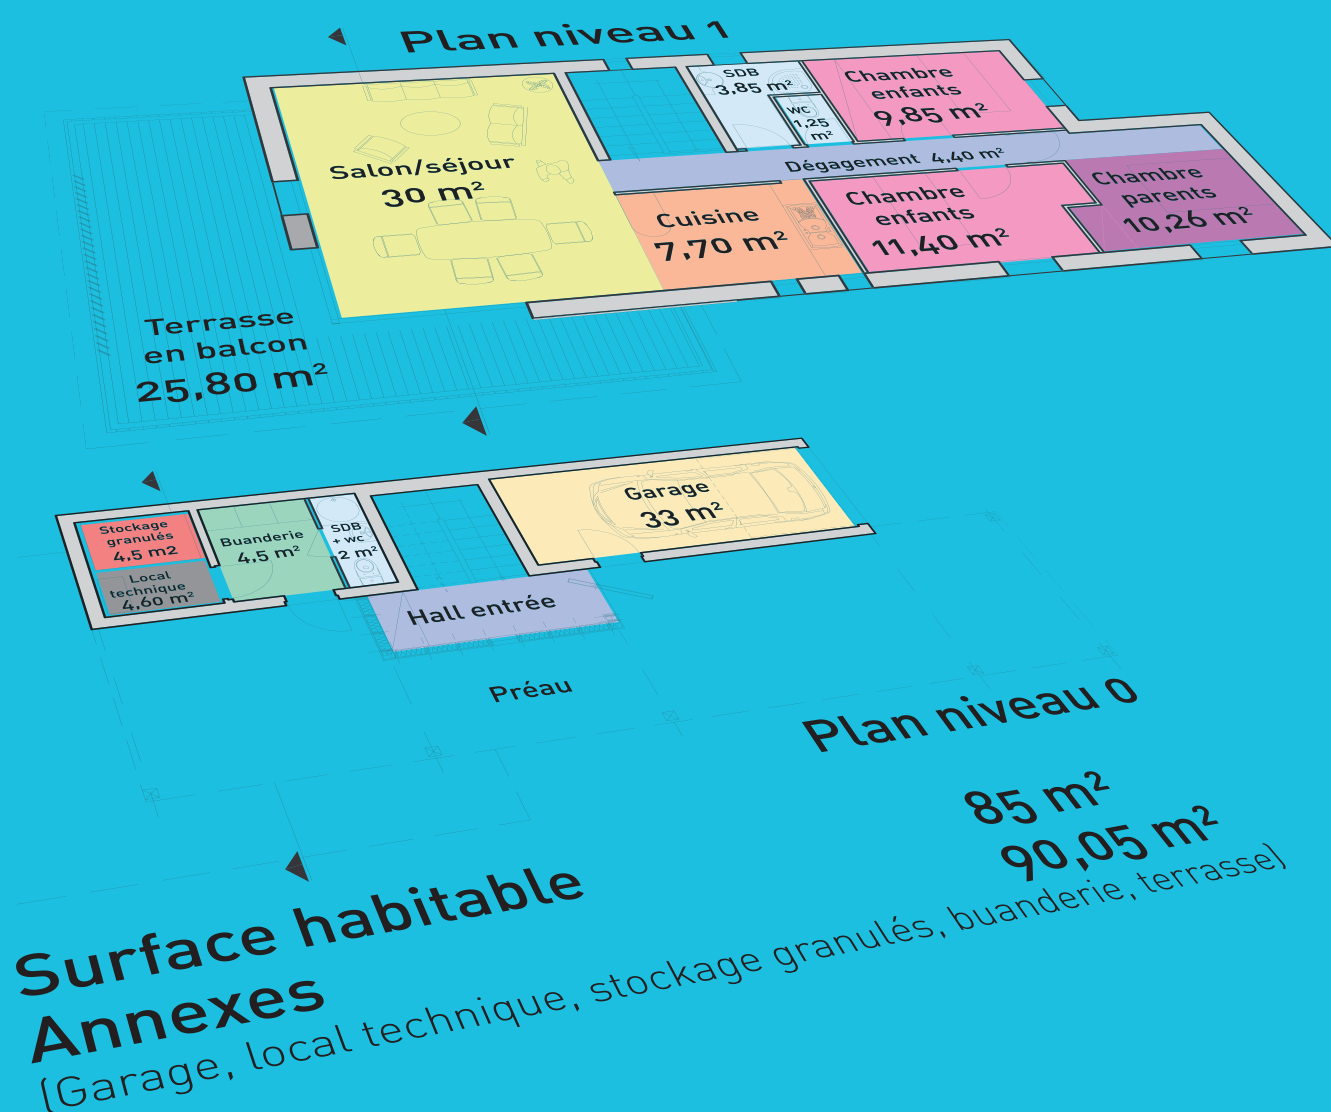 Plan niveau 1
SDB
3,85 m²
WC
1,25
m²
Chambre
enfants
9,85 m²
Salon/séjour
30 m²
Dégagement 4,40 m²
Cuisine
7,70 m²
Chambre
enfants
11,40 m²
Chambre
parents
10,26 m²
Terrasse
en balcon
25,80 m²
Stockage
granulés
4,5 m2
Local
technique
4,60 m²
Buanderie
4,5 m²
SDB
+ wc
2 m²
Garage
33 m²
Hall entrée
Préau
Plan niveau 0
Surface habitable 85 m²
Annexes 90,05 m²
(Garage, local technique, stockage granulés, buanderie, terrasse)